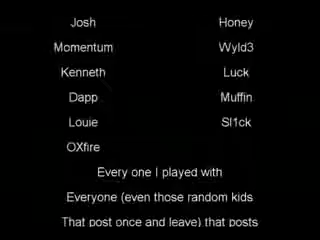 Josh Honey
Momentum Wyld3
Kenneth Luck
Dapp Muffin
Louie Sl1ck
OXfire
Every one I played with
Everyone (even those random kids
That post once and leave) that posts